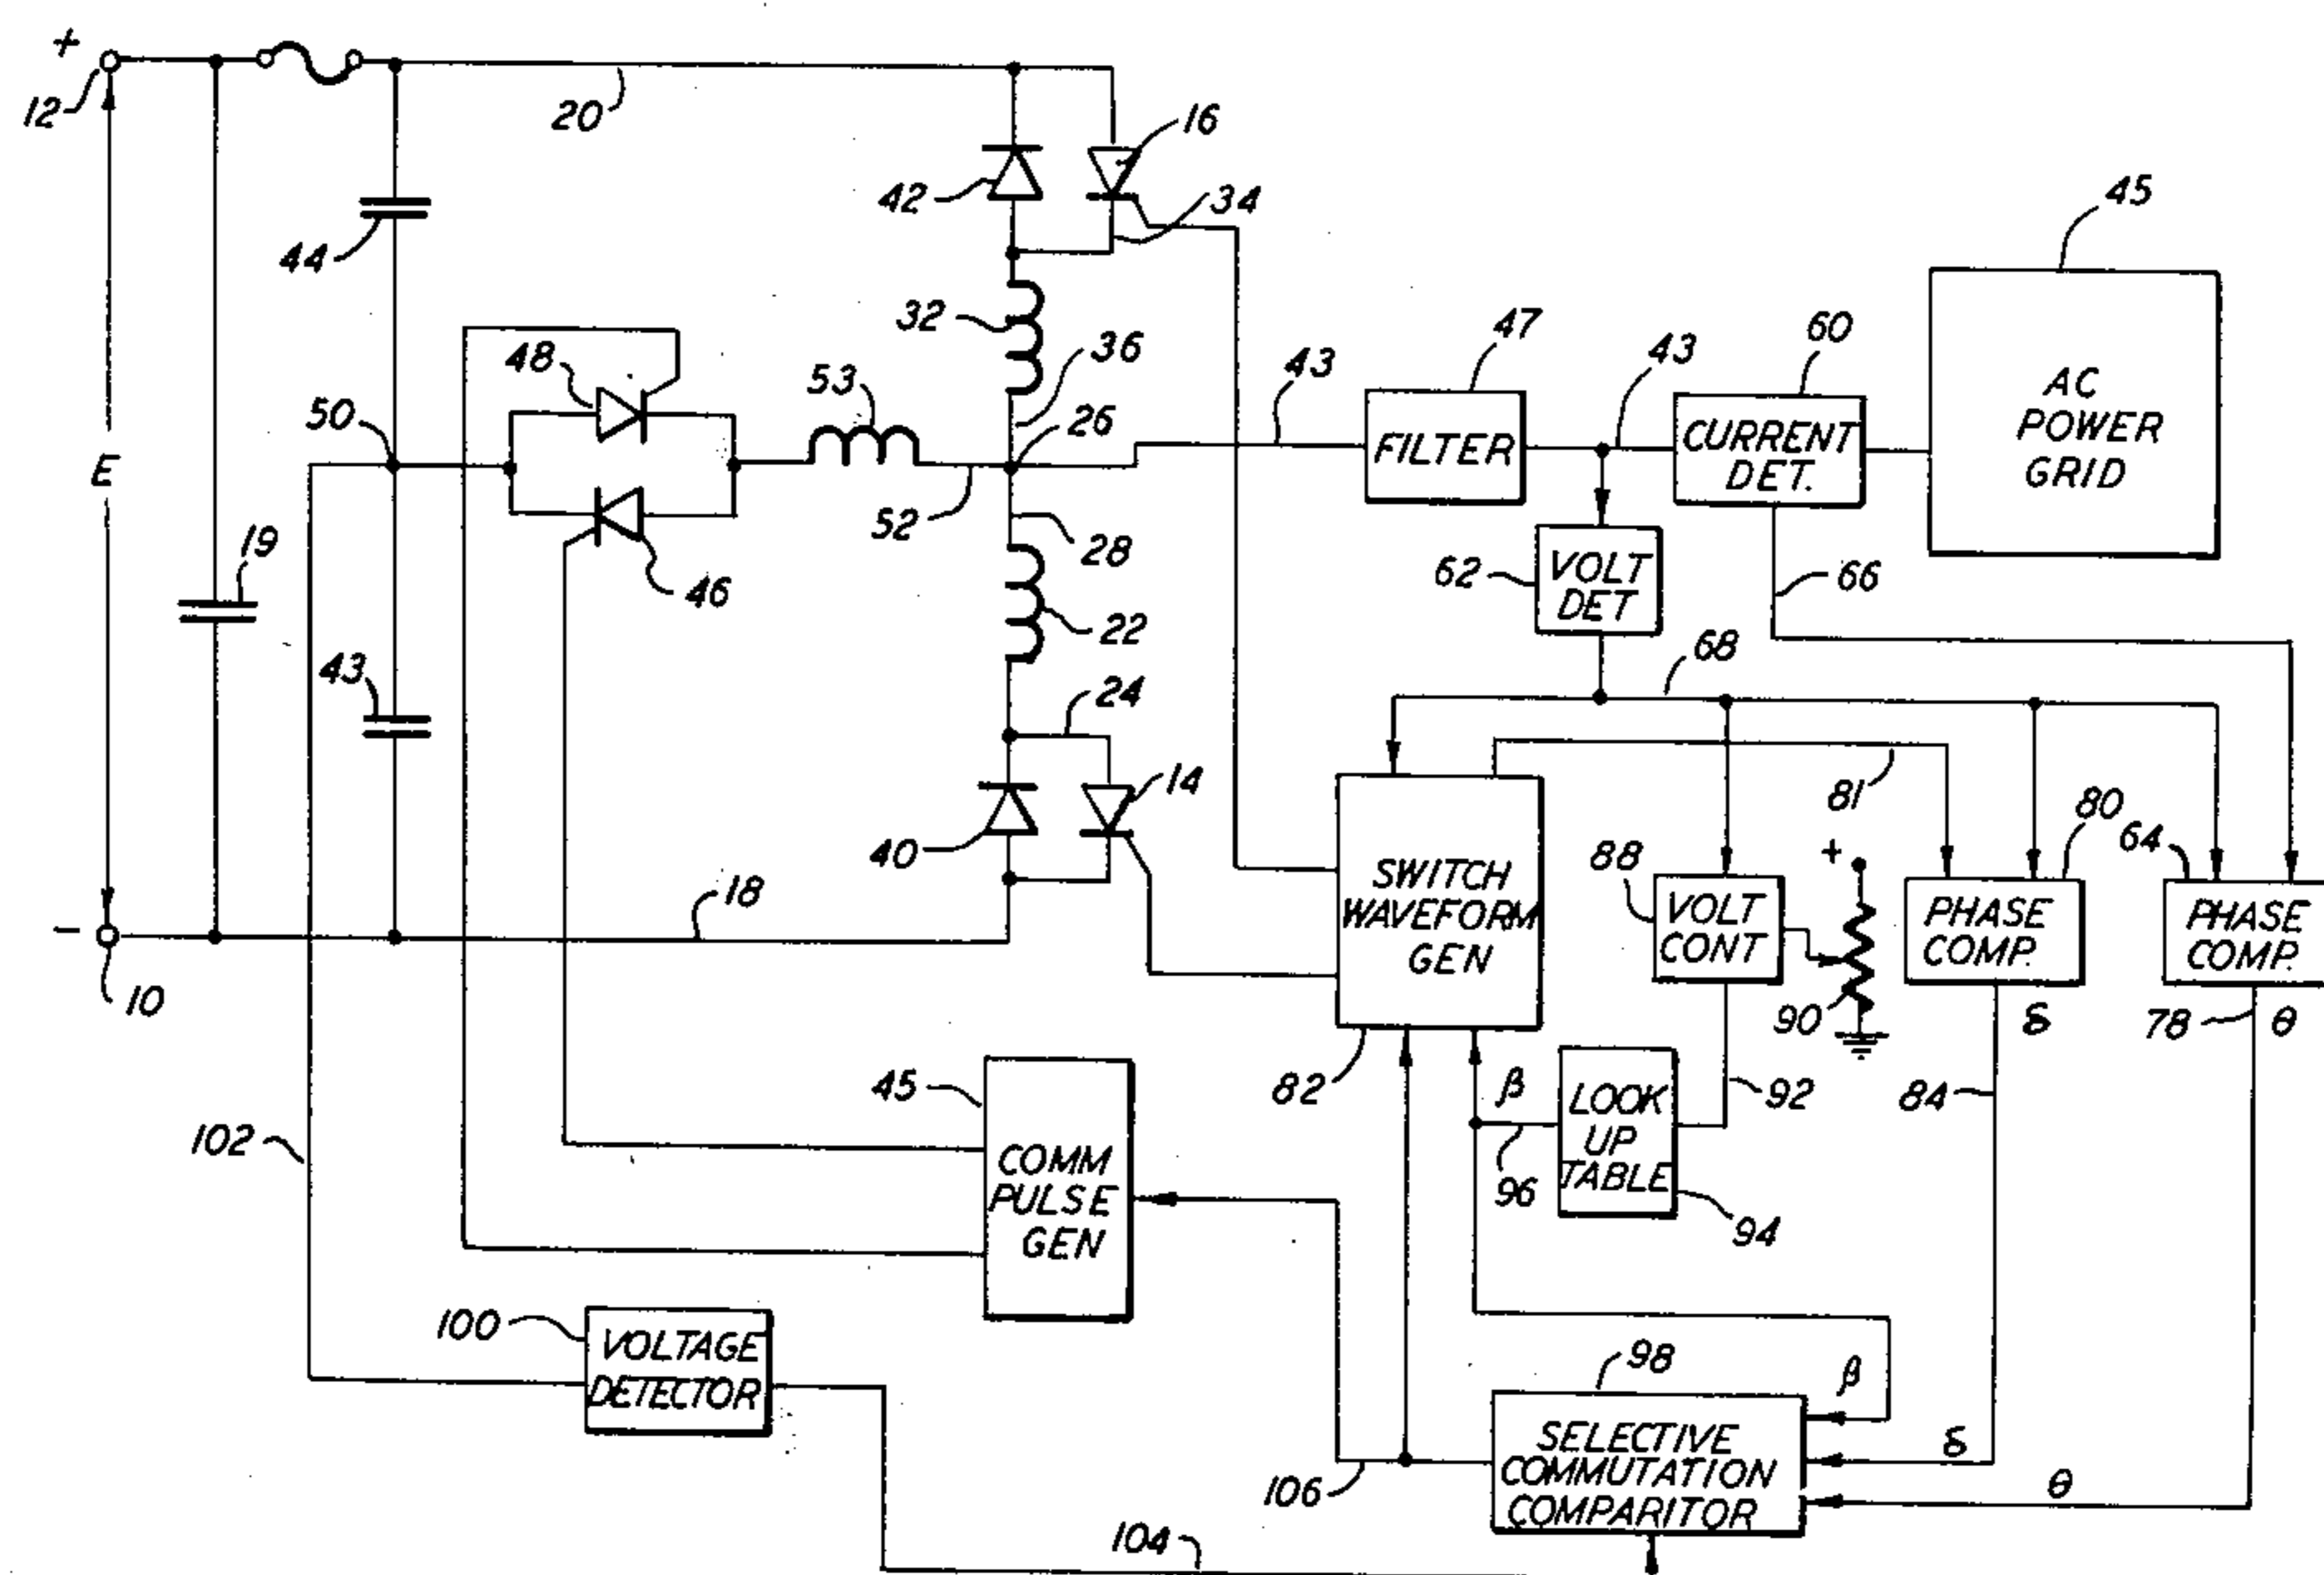 +
12
20
16
42
34
44
45
32
47
60
48
53
36
43
43
AC
POWER
GRID
50
26
FILTER
CURRENT
DET.
E
52
28
19
46
62
VOLT
DET
66
22
43
68
24
14
81
80
64
+
40
88
18
SWITCH
WAVEFORM
GEN
VOLT
CONT
PHASE
COMP.
PHASE
COMP.
-
10
90
δ
78
θ
82
45
β
LOOK
UP
TABLE
92
84
102
COMM
PULSE
GEN
96
94
100
VOLTAGE
DETECTOR
98
β
SELECTIVE
COMMUTATION
COMPARITOR
δ
θ
106
104